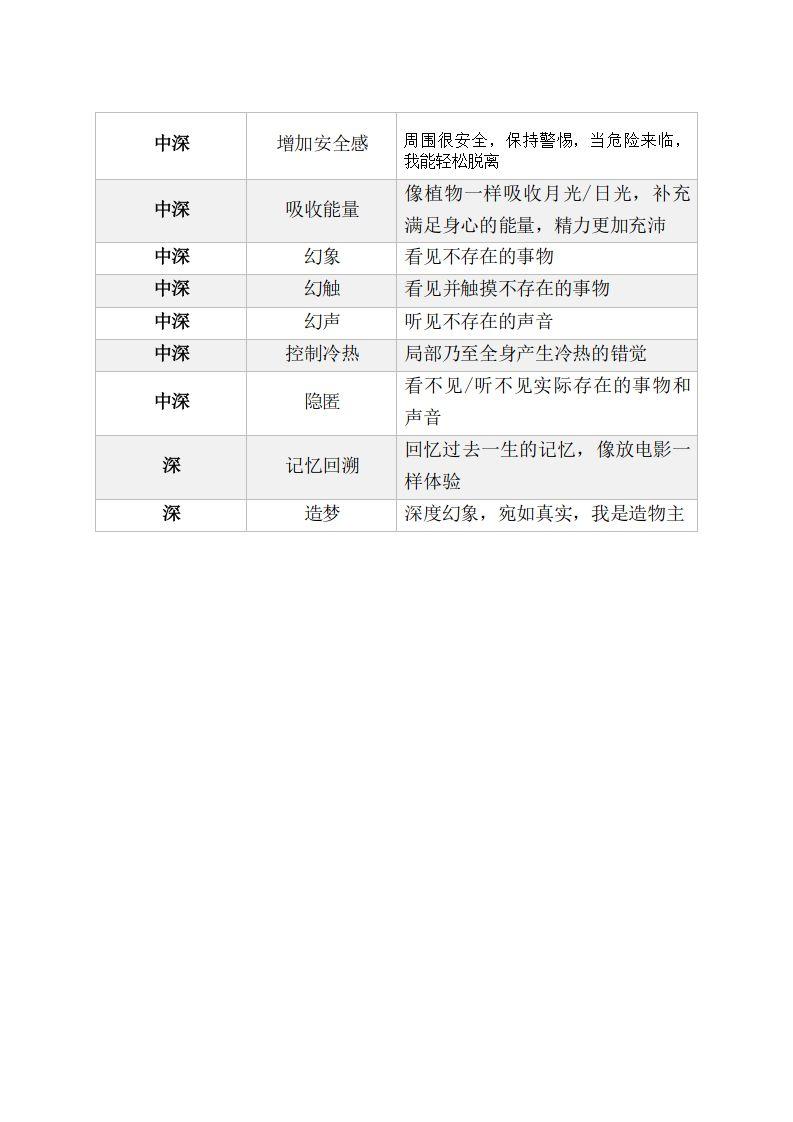 中深 增加安全感 周围很安全，保持警惕，当危险来临，
我能轻松脱离
中深 吸收能量 像植物一样吸收月光/日光，补充
满足身心的能量，精力更加充沛
中深 幻象 看见不存在的事物
中深 幻触 看见并触摸不存在的事物
中深 幻声 听见不存在的声音
中深 控制冷热 局部乃至全身产生冷热的错觉
中深 隐匿 看不见/听不见实际存在的事物和
声音
深 记忆回溯 回忆过去一生的记忆，像放电影一
样体验
深 造梦 深度幻象，宛如真实，我是造物主